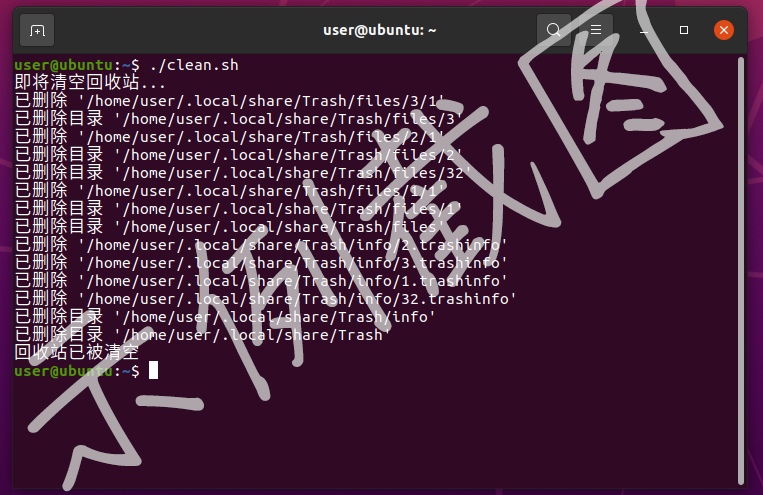 user@ubuntu: ~
user@ubuntu:~$ ./clean.sh
即将清空回收站...
已删除 '/home/user/.local/share/Trash/files/3/1'
已删除目录 '/home/user/.local/share/Trash/files/3'
已删除 '/home/user/.local/share/Trash/files/2/1'
已删除目录 '/home/user/.local/share/Trash/files/2'
已删除目录 '/home/user/.local/share/Trash/files/32'
已删除 '/home/user/.local/share/Trash/files/1/1'
已删除目录 '/home/user/.local/share/Trash/files/1'
已删除目录 '/home/user/.local/share/Trash/files'
已删除 '/home/user/.local/share/Trash/info/2.trashinfo'
已删除 '/home/user/.local/share/Trash/info/3.trashinfo'
已删除 '/home/user/.local/share/Trash/info/1.trashinfo'
已删除 '/home/user/.local/share/Trash/info/32.trashinfo'
已删除目录 '/home/user/.local/share/Trash/info'
已删除目录 '/home/user/.local/share/Trash'
回收站已被清空
user@ubuntu:~$